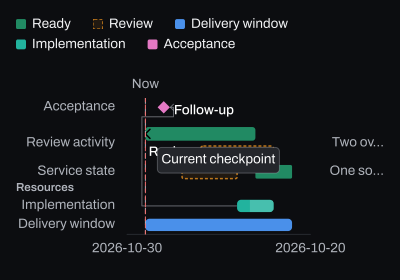 Ready Review Delivery window
Implementation Acceptance
Now
Acceptance Follow-up
Review activity Two ov...
Current checkpoint
Service state One so...
Resources
Implementation
Delivery window
2026-10-30 2026-10-20